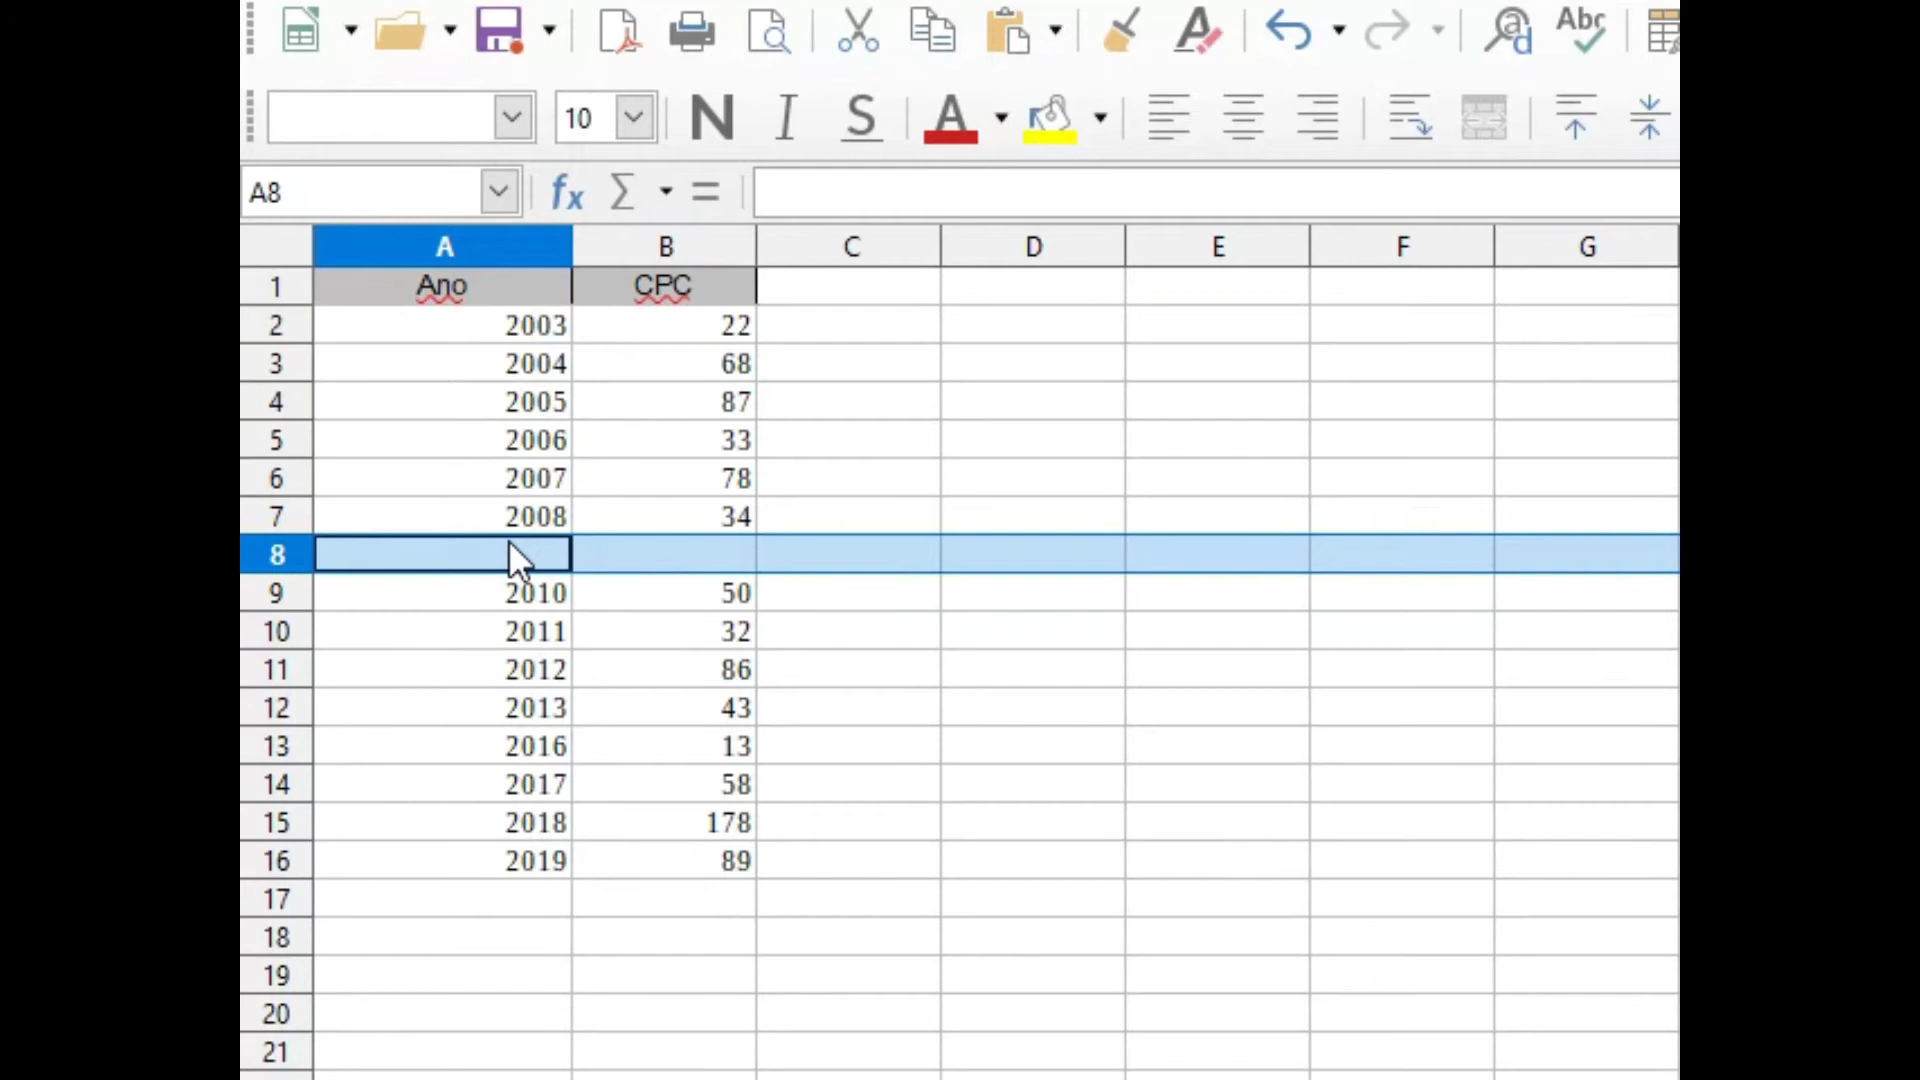 Abc
10 N I S A
A8 fx Σ =
A B C D E F G
1 Ano CPC
2 2003 22
3 2004 68
4 2005 87
5 2006 33
6 2007 78
7 2008 34
8
9 2010 50
10 2011 32
11 2012 86
12 2013 43
13 2016 13
14 2017 58
15 2018 178
16 2019 89
17
18
19
20
21